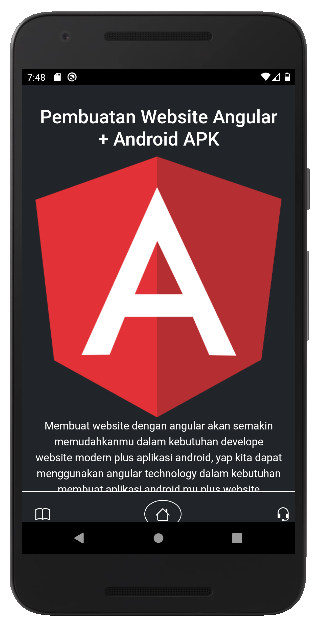 7:48
Pembuatan Website Angular
+ Android APK
A
Membuat website dengan angular akan semakin
memudahkanmu dalam kebutuhan develope
website modern plus aplikasi android, yap kita dapat
menggunakan angular technology dalam kebutuhan
membuat aplikasi android mu plus website